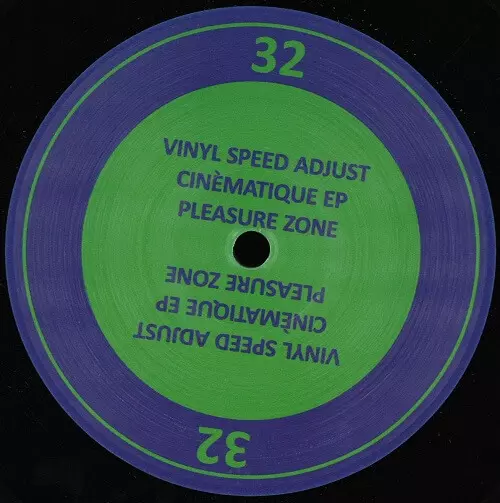 32
VINYL SPEED ADJUST
CINÈMATIQUE EP
PLEASURE ZONE
VINYL SPEED ADJUST
CINÈMATIQUE EP
PLEASURE ZONE
32